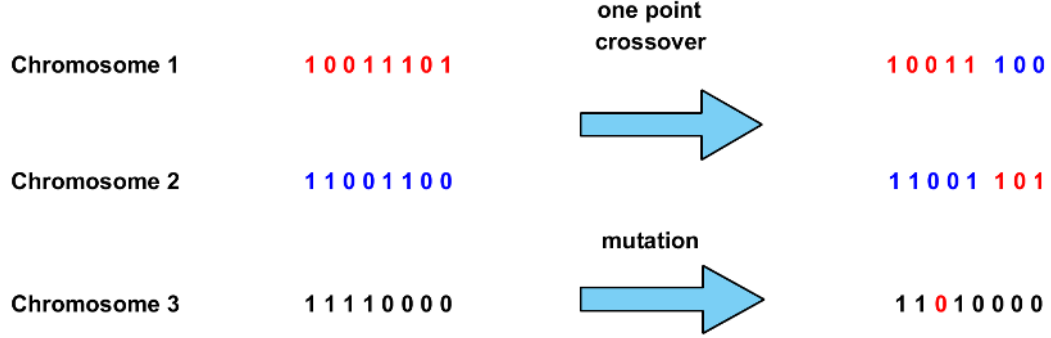 one point
crossover
Chromosome 1 1 0 0 1 1 1 0 1 1 0 0 1 1 1 0 0
Chromosome 2 1 1 0 0 1 1 0 0 1 1 0 0 1 1 0 1
mutation
Chromosome 3 1 1 1 1 0 0 0 0 1 1 0 1 0 0 0 0